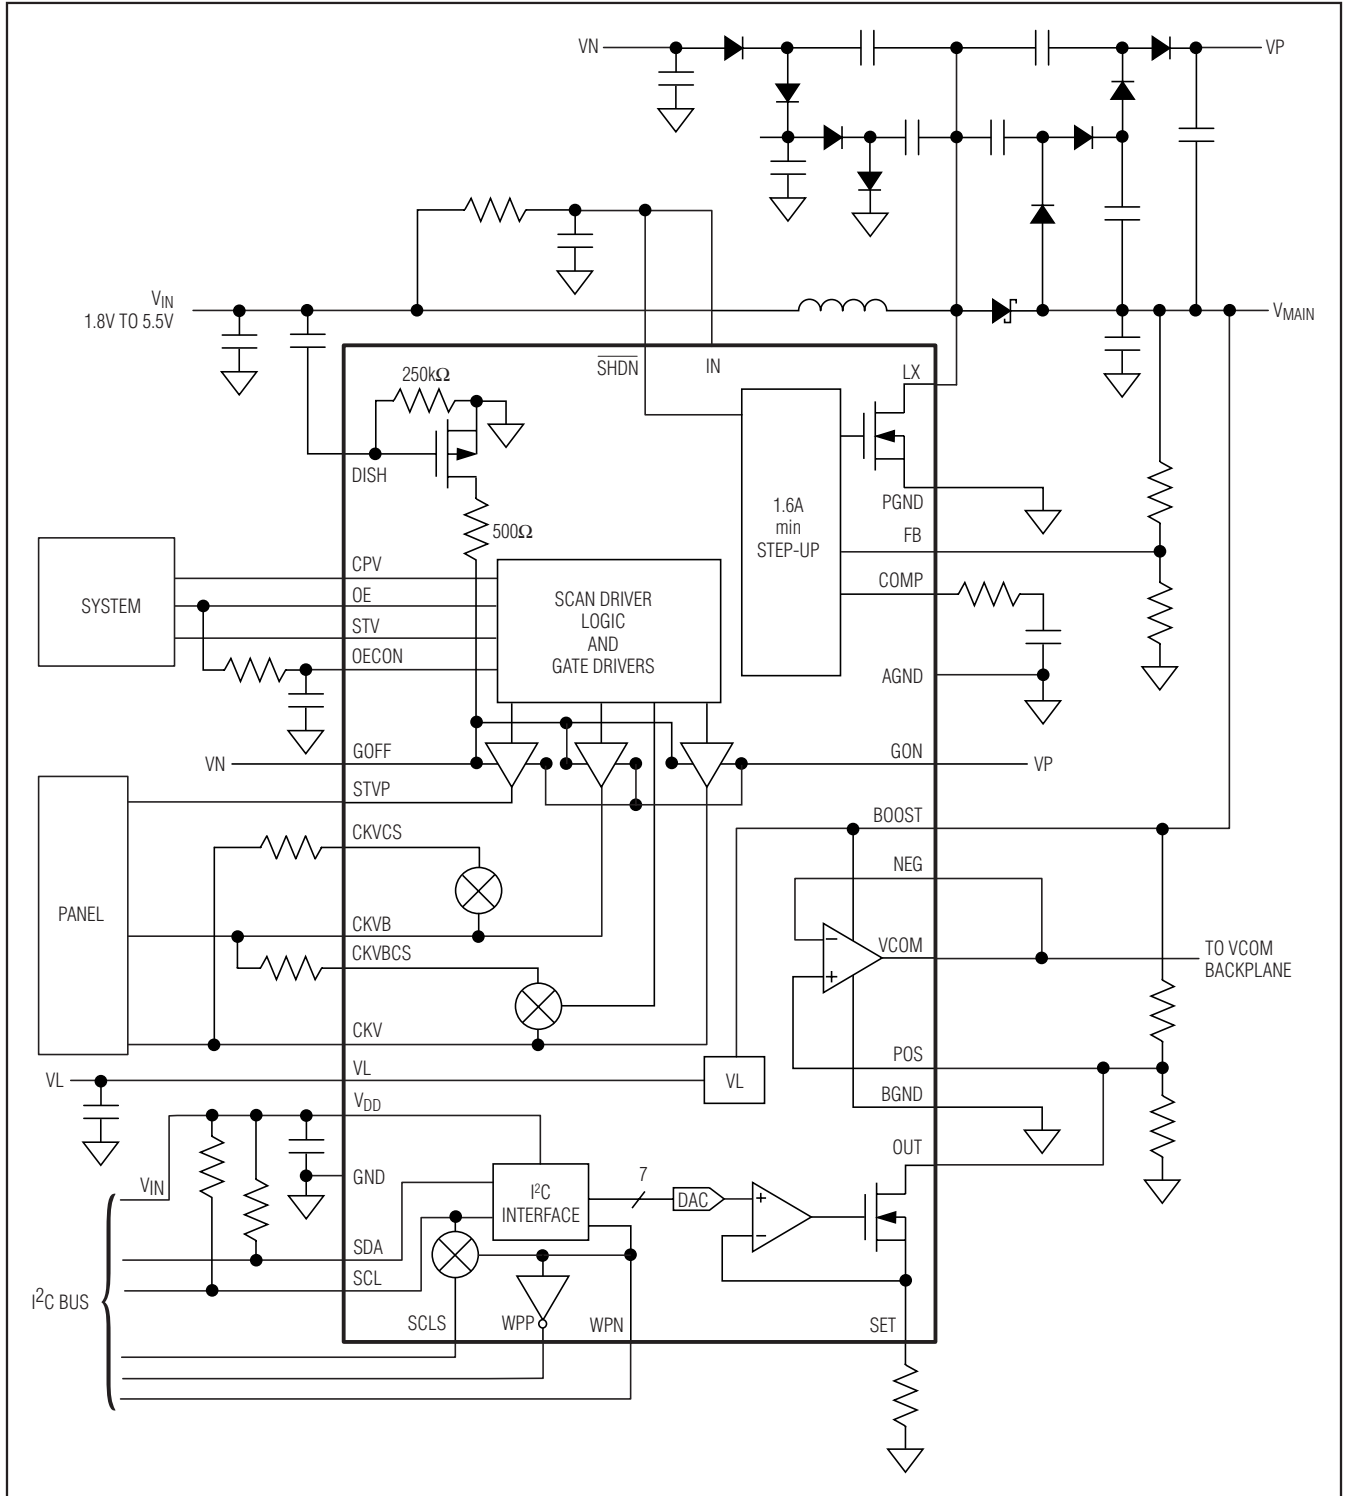 VN
VP
VIN
1.8V TO 5.5V
VMAIN
SHDN
IN
LX
250kΩ
DISH
500Ω
1.6A
min
STEP-UP
PGND
FB
COMP
AGND
SYSTEM
CPV
OE
STV
OECON
SCAN DRIVER
LOGIC
AND
GATE DRIVERS
VN
GOFF
GON
VP
STVP
BOOST
CKVCS
NEG
PANEL
CKVB
CKVBCS
VCOM
−
+
TO VCOM
BACKPLANE
CKV
POS
VL
VL
VL
BGND
VDD
OUT
GND
VIN
I²C
INTERFACE
7
DAC
+
−
SDA
SCL
I²C BUS
SCLS
WPP
WPN
SET